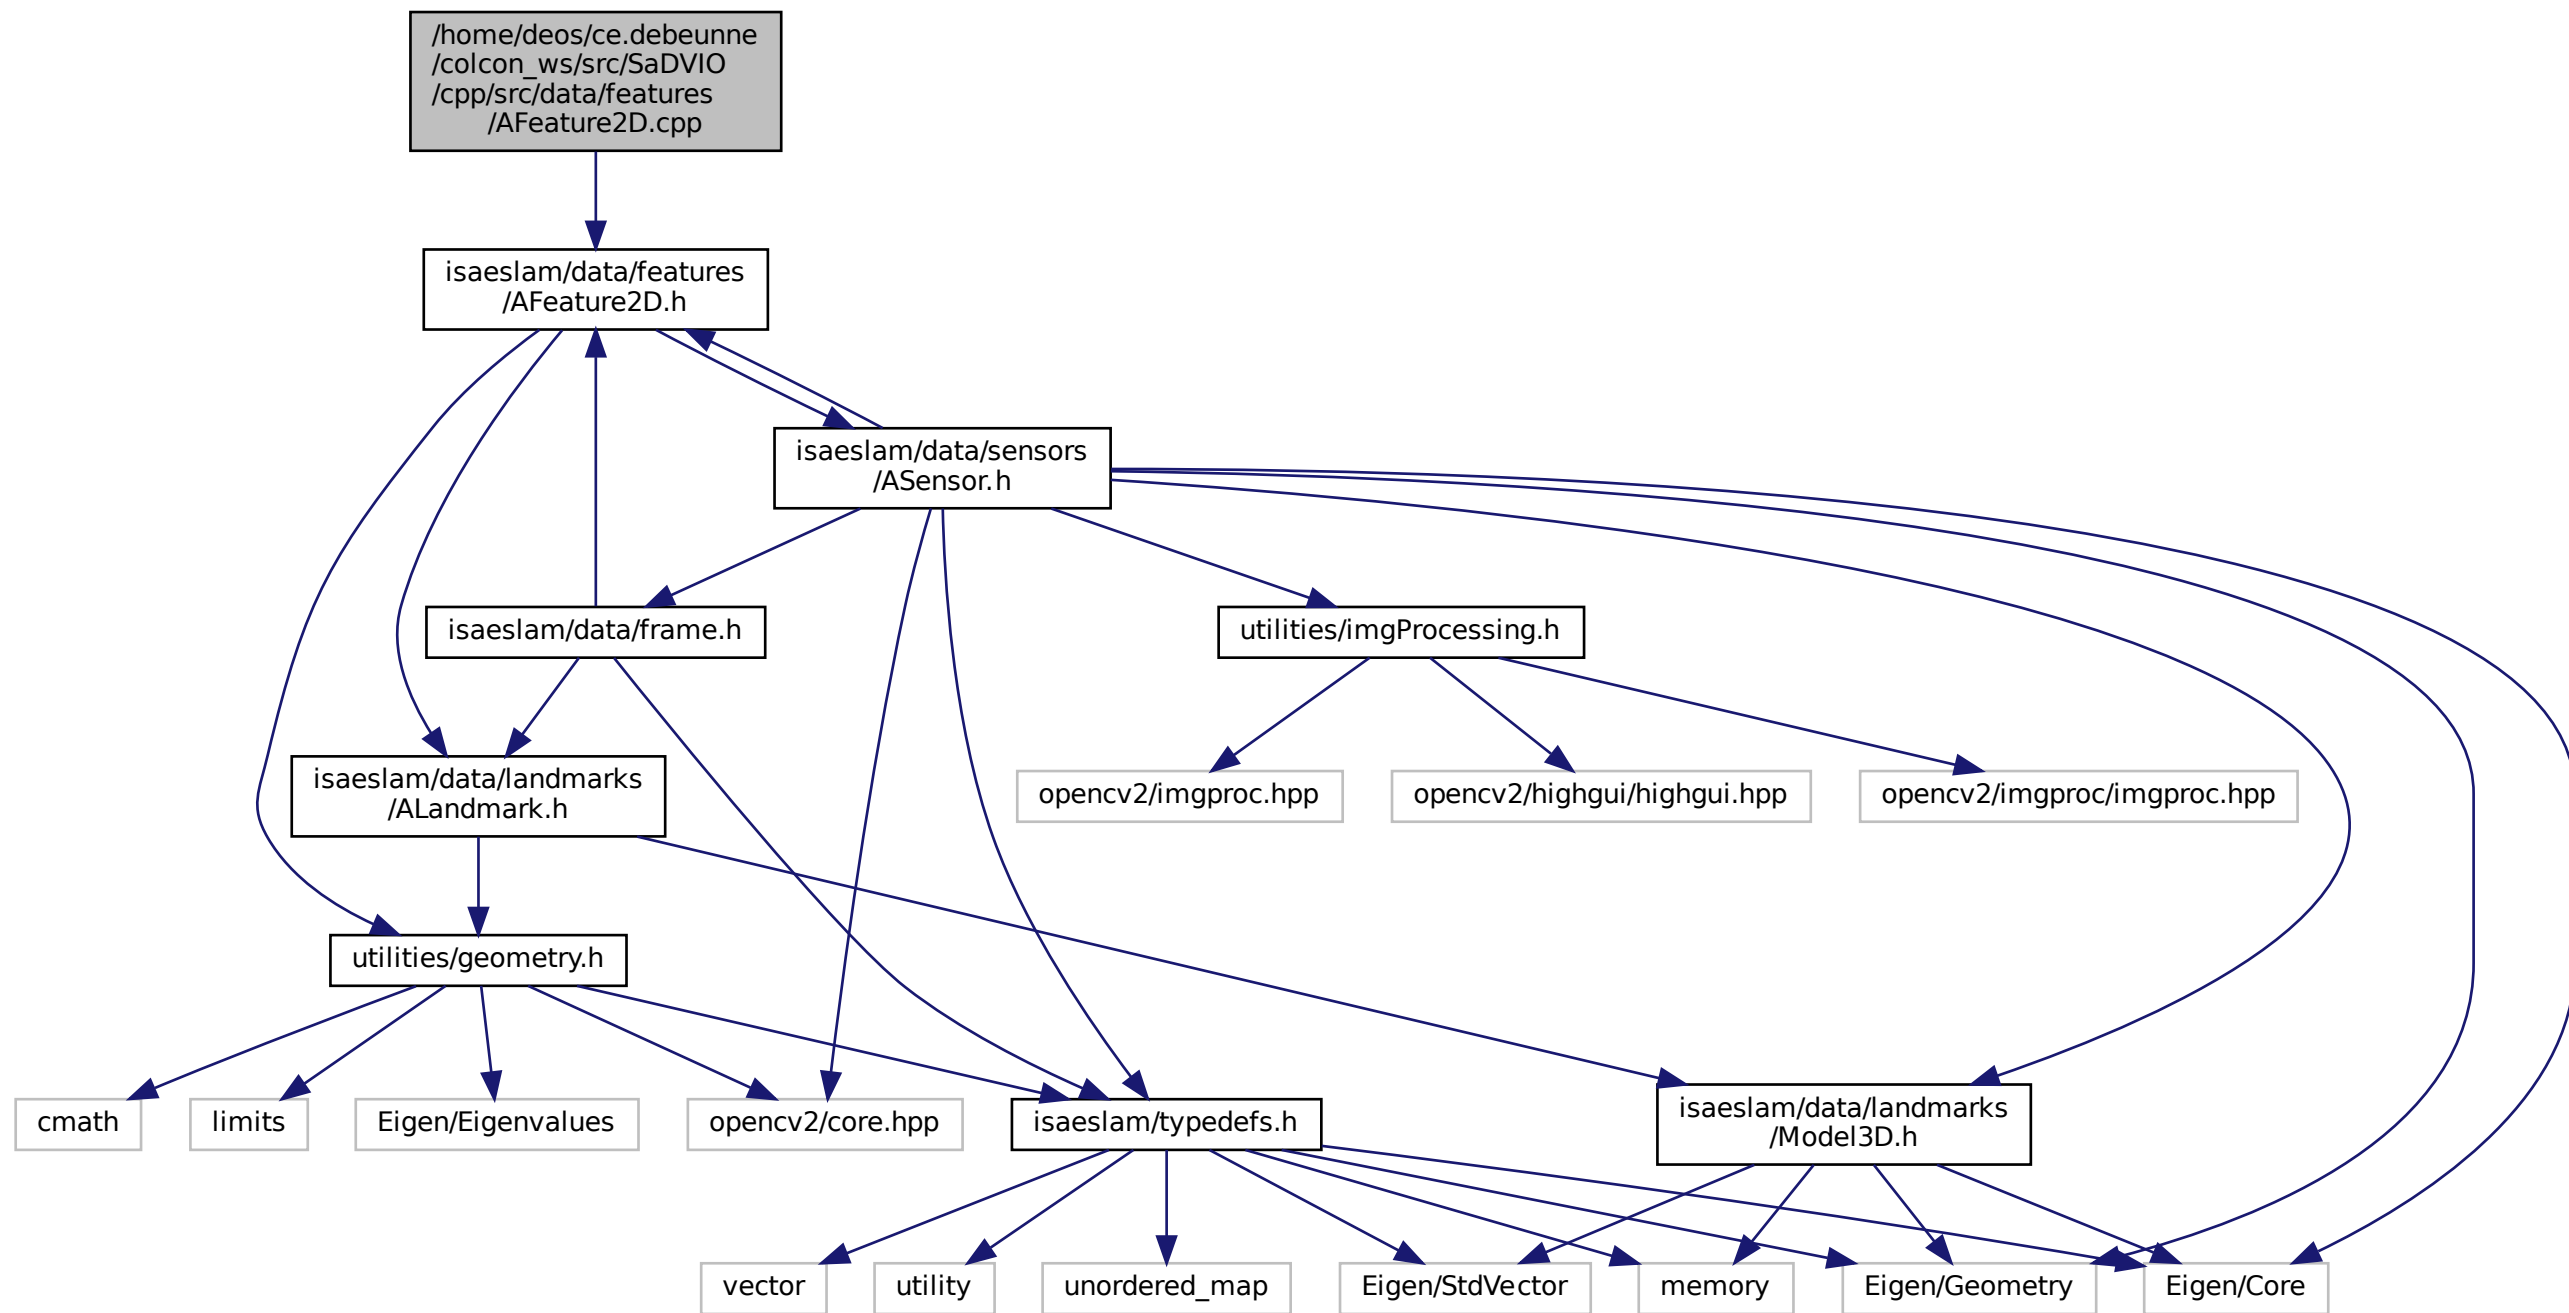 /home/deos/ce.debeunne
/colcon_ws/src/SaDVIO
/cpp/src/data/features
/AFeature2D.cpp
isaeslam/data/features
/AFeature2D.h
isaeslam/data/sensors
/ASensor.h
isaeslam/data/frame.h
utilities/imgProcessing.h
isaeslam/data/landmarks
/ALandmark.h
opencv2/imgproc.hpp
opencv2/highgui/highgui.hpp
opencv2/imgproc/imgproc.hpp
utilities/geometry.h
cmath
limits
Eigen/Eigenvalues
opencv2/core.hpp
isaeslam/typedefs.h
isaeslam/data/landmarks
/Model3D.h
vector
utility
unordered_map
Eigen/StdVector
memory
Eigen/Geometry
Eigen/Core